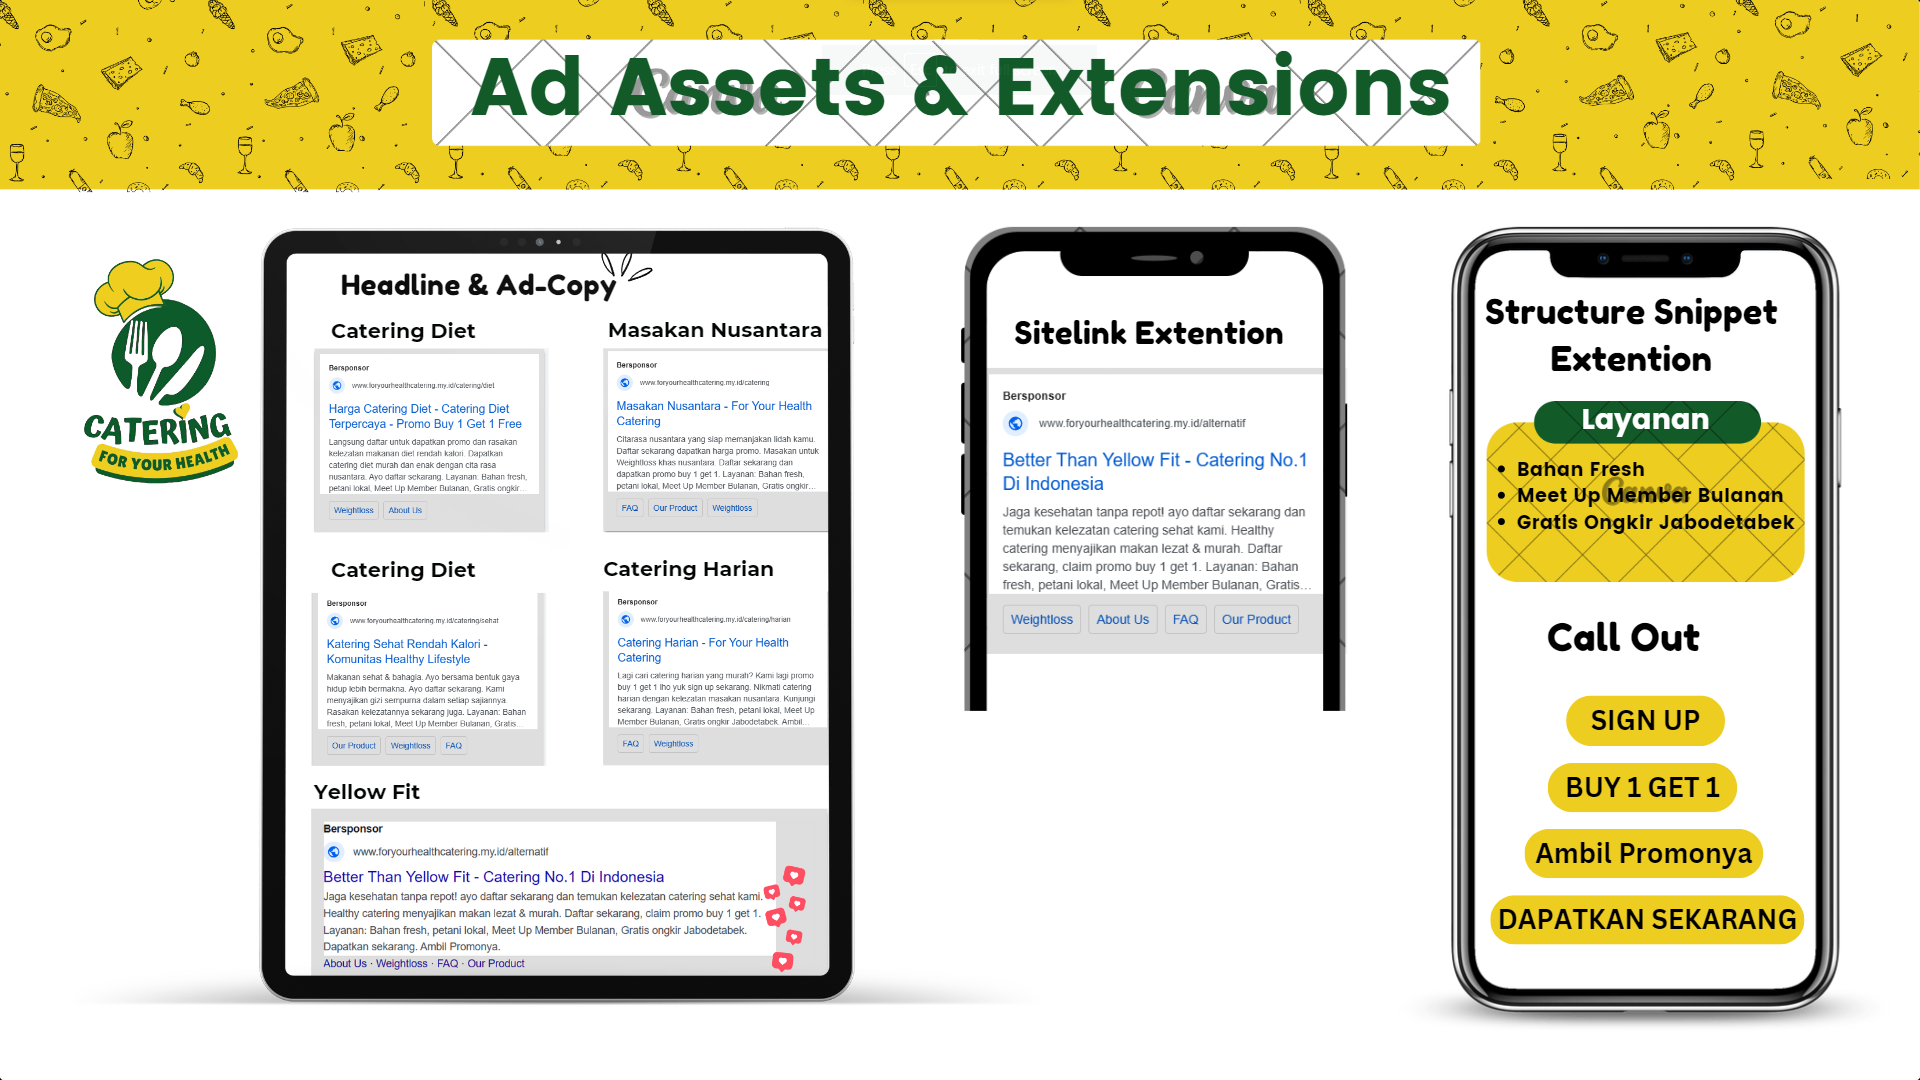 Ad Assets & Extensions
CATERING
FOR YOUR HEALTH
Headline & Ad-Copy
Catering Diet
Bersponsor
www.foryourhealthcatering.my.id/catering/diet
Harga Catering Diet - Catering Diet
Terpercaya - Promo Buy 1 Get 1 Free
Langsung daftar untuk dapatkan promo dan rasakan
kelezatan makanan diet rendah kalori. Dapatkan
catering diet murah dan enak dengan cita rasa
nusantara. Ayo daftar sekarang. Layanan: Bahan fresh,
petani lokal, Meet Up Member Bulanan, Gratis ongkir...
Weightloss
About Us
Masakan Nusantara
Bersponsor
www.foryourhealthcatering.my.id/catering
Masakan Nusantara - For Your Health
Catering
Citarasa nusantara yang siap memanjakan lidah kamu.
Daftar sekarang dapatkan harga promo. Masakan untuk
Weightloss khas nusantara. Daftar sekarang dan
dapatkan promo buy 1 get 1. Layanan: Bahan fresh,
petani lokal, Meet Up Member Bulanan, Gratis ongkir...
FAQ
Our Product
Weightloss
Catering Diet
Bersponsor
www.foryourhealthcatering.my.id/catering/sehat
Katering Sehat Rendah Kalori -
Komunitas Healthy Lifestyle
Makanan sehat & bahagia. Ayo bersama bentuk gaya
hidup lebih bermakna. Ayo daftar sekarang. Kami
menyajikan gizi sempurna dalam setiap sajiannya
Rasakan kelezatannya sekarang juga. Layanan: Bahan
fresh, petani lokal, Meet Up Member Bulanan, Gratis...
Our Product
Weightloss
FAQ
Catering Harian
Bersponsor
www.foryourhealthcatering.my.id/catering/harian
Catering Harian - For Your Health
Catering
Lagi cari catering harian yang murah? Kami lagi promo
buy 1 get 1 lho yuk sign up sekarang. Nikmati catering
harian dengan kelezatan masakan nusantara. Kunjungi
sekarang. Layanan: Bahan fresh, petani lokal, Meet Up
Member Bulanan, Gratis ongkir Jabodetabek. Ambil...
FAQ
Weightloss
Yellow Fit
Bersponsor
www.foryourhealthcatering.my.id/alternatif
Better Than Yellow Fit - Catering No.1 Di Indonesia
Jaga kesehatan tanpa repot! ayo daftar sekarang dan temukan kelezatan catering sehat kami.
Healthy catering menyajikan makan lezat & murah. Daftar sekarang, claim promo buy 1 get 1.
Layanan: Bahan fresh, petani lokal, Meet Up Member Bulanan, Gratis ongkir Jabodetabek.
Dapatkan sekarang. Ambil Promonya.
About Us · Weightloss · FAQ · Our Product
Sitelink Extention
Bersponsor
www.foryourhealthcatering.my.id/alternatif
Better Than Yellow Fit - Catering No.1
Di Indonesia
Jaga kesehatan tanpa repot! ayo daftar sekarang dan
temukan kelezatan catering sehat kami. Healthy
catering menyajikan makan lezat & murah. Daftar
sekarang, claim promo buy 1 get 1. Layanan: Bahan
fresh, petani lokal, Meet Up Member Bulanan, Gratis...
Weightloss
About Us
FAQ
Our Product
Structure Snippet
Extention
Layanan
• Bahan Fresh
• Meet Up Member Bulanan
• Gratis Ongkir Jabodetabek
Canva
Call Out
SIGN UP
BUY 1 GET 1
Ambil Promonya
DAPATKAN SEKARANG